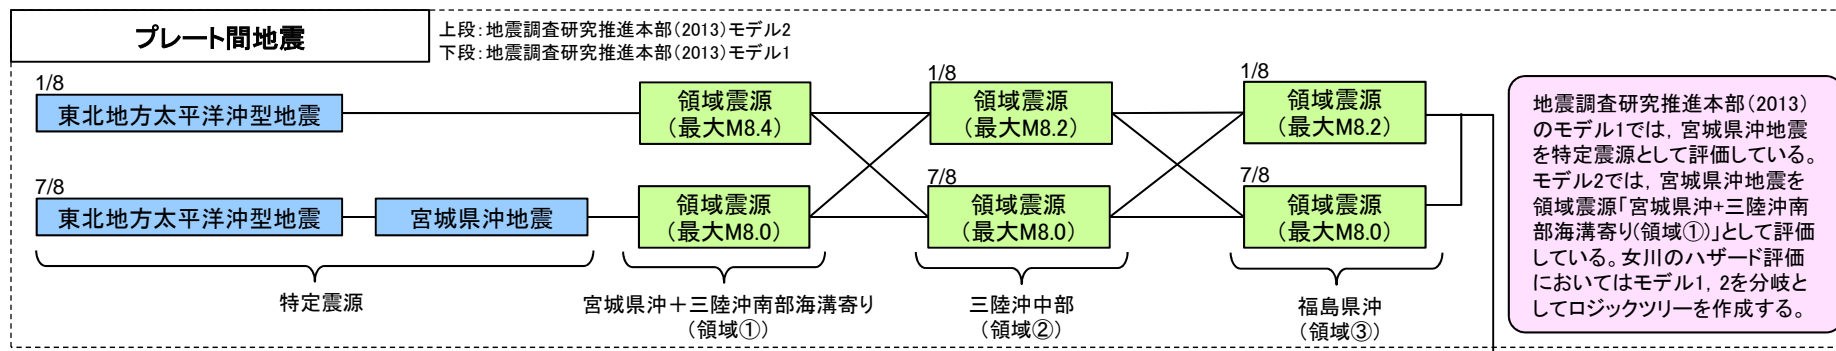 プレート間地震
上段:地震調査研究推進本部(2013)モデル2
下段:地震調査研究推進本部(2013)モデル1
1/8
東北地方太平洋沖型地震
領域震源
(最大M8.4)
1/8
領域震源
(最大M8.2)
1/8
領域震源
(最大M8.2)
7/8
東北地方太平洋沖型地震
宮城県沖地震
領域震源
(最大M8.0)
7/8
領域震源
(最大M8.0)
7/8
領域震源
(最大M8.0)
特定震源
宮城県沖+三陸沖南部海溝寄り
(領域①)
三陸沖中部
(領域②)
福島県沖
(領域③)
地震調査研究推進本部(2013)
のモデル1では,宮城県沖地震
を特定震源として評価している。
モデル2では,宮城県沖地震を
領域震源「宮城県沖+三陸沖南
部海溝寄り(領域①)」として評価
している。女川のハザード評価
においてはモデル1,2を分岐と
してロジックツリーを作成する。